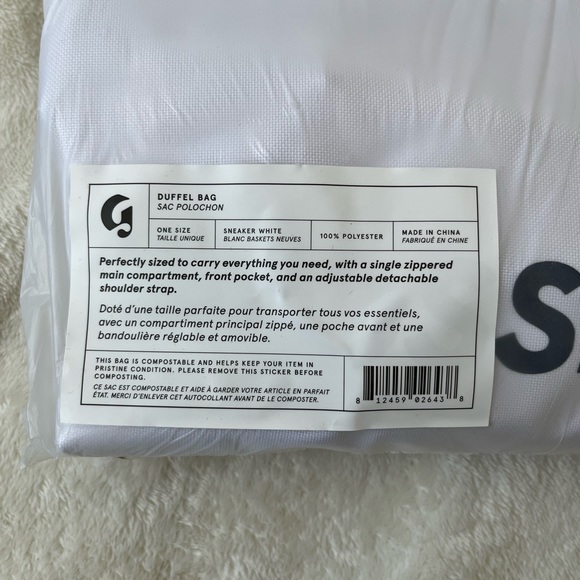 DUFFEL BAG
SAC POLOCHON
ONE SIZE
TAILLE UNIQUE
SNEAKER WHITE
BLANC BASKETS NEUVES
100% POLYESTER
MADE IN CHINA
FABRIQUÉ EN CHINE
Perfectly sized to carry everything you need, with a single zippered
main compartment, front pocket, and an adjustable detachable
shoulder strap.
Doté d'une taille parfaite pour transporter tous vos essentiels,
avec un compartiment principal zippé, une poche avant et une
bandoulière réglable et amovible.
THIS BAG IS COMPOSTABLE AND HELPS KEEP YOUR ITEM IN
PRISTINE CONDITION. PLEASE REMOVE THIS STICKER BEFORE
COMPOSTING.
CE SAC EST COMPOSTABLE ET AIDE À GARDER VOTRE ARTICLE EN PARFAIT
ÉTAT. MERCI D'ENLEVER CET AUTOCOLLANT AVANT DE LE COMPOSTER.
8 12459 02643 8